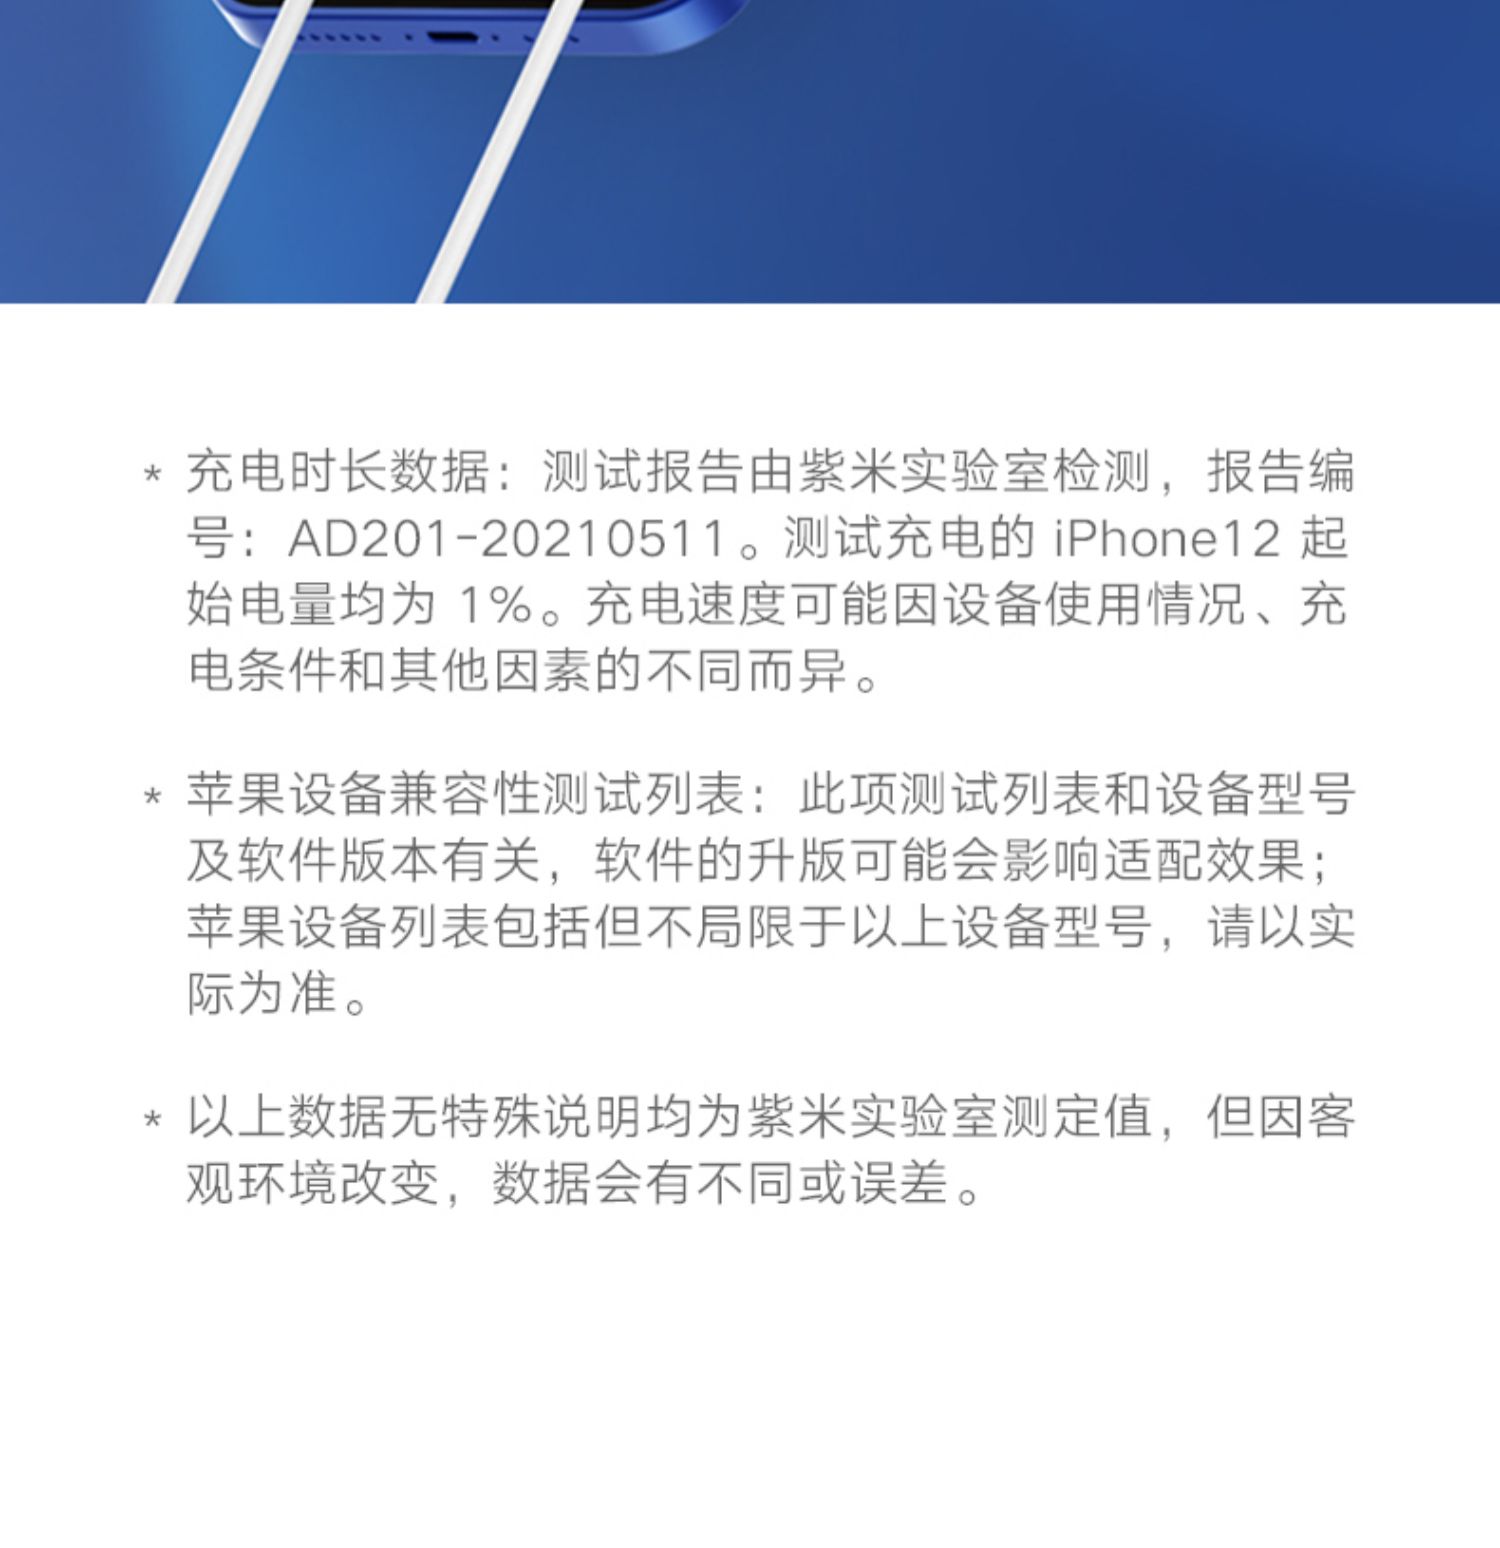 * 充电时长数据：测试报告由紫米实验室检测，报告编
号：AD201-20210511。测试充电的 iPhone12 起
始电量均为 1%。充电速度可能因设备使用情况、充
电条件和其他因素的不同而异。
* 苹果设备兼容性测试列表：此项测试列表和设备型号
及软件版本有关，软件的升版可能会影响适配效果；
苹果设备列表包括但不局限于以上设备型号，请以实
际为准。
* 以上数据无特殊说明均为紫米实验室测定值，但因客
观环境改变，数据会有不同或误差。